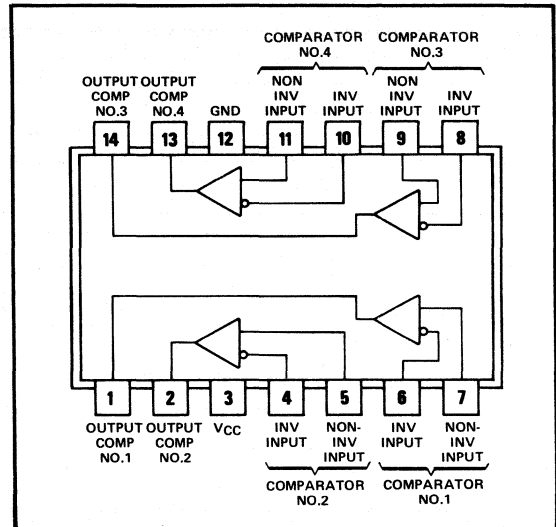 COMPARATOR NO.4
COMPARATOR NO.3
OUTPUT COMP NO.3
OUTPUT COMP NO.4
GND
NON INV INPUT
INV INPUT
NON INV INPUT
INV INPUT
14 13 12 11 10 9 8
1 2 3 4 5 6 7
OUTPUT COMP NO.1
OUTPUT COMP NO.2
VCC
INV INPUT
NON- INV INPUT
INV INPUT
NON- INV INPUT
COMPARATOR NO.2
COMPARATOR NO.1